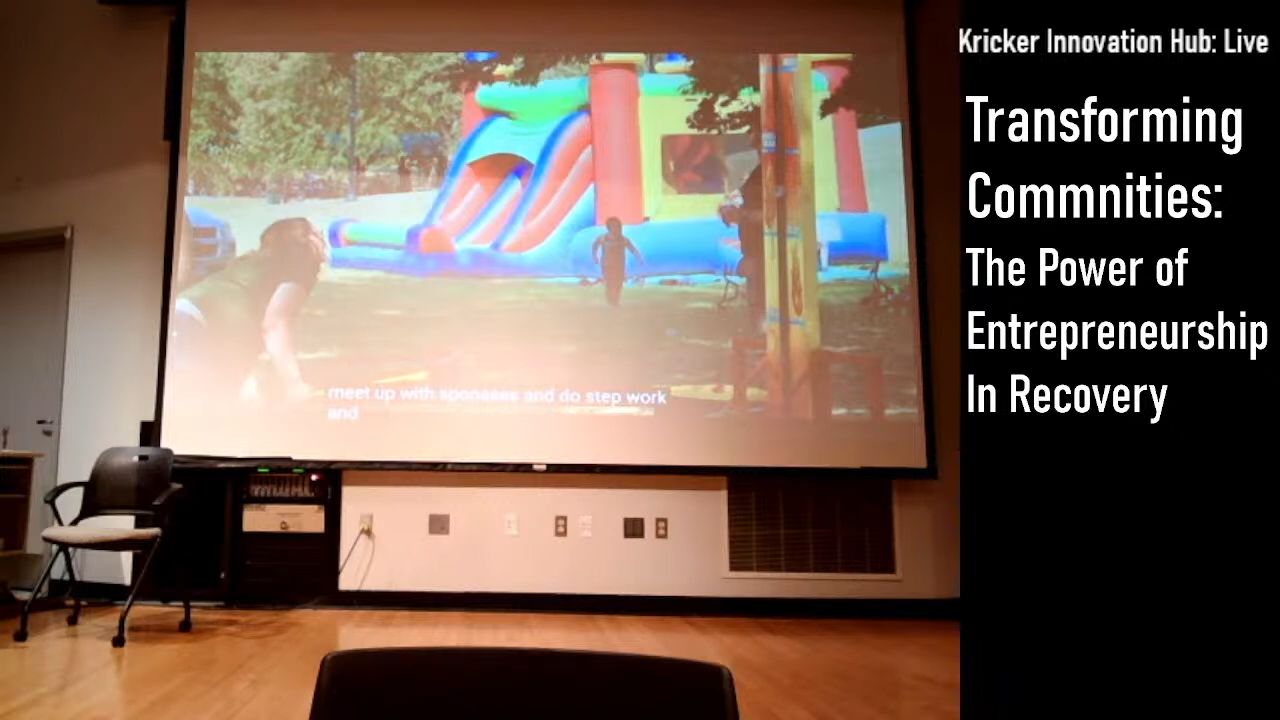 Kricker Innovation Hub: Live
Transforming
Commnities:
The Power of
Entrepreneurship
In Recovery
meet up with sponsses and do step work
and